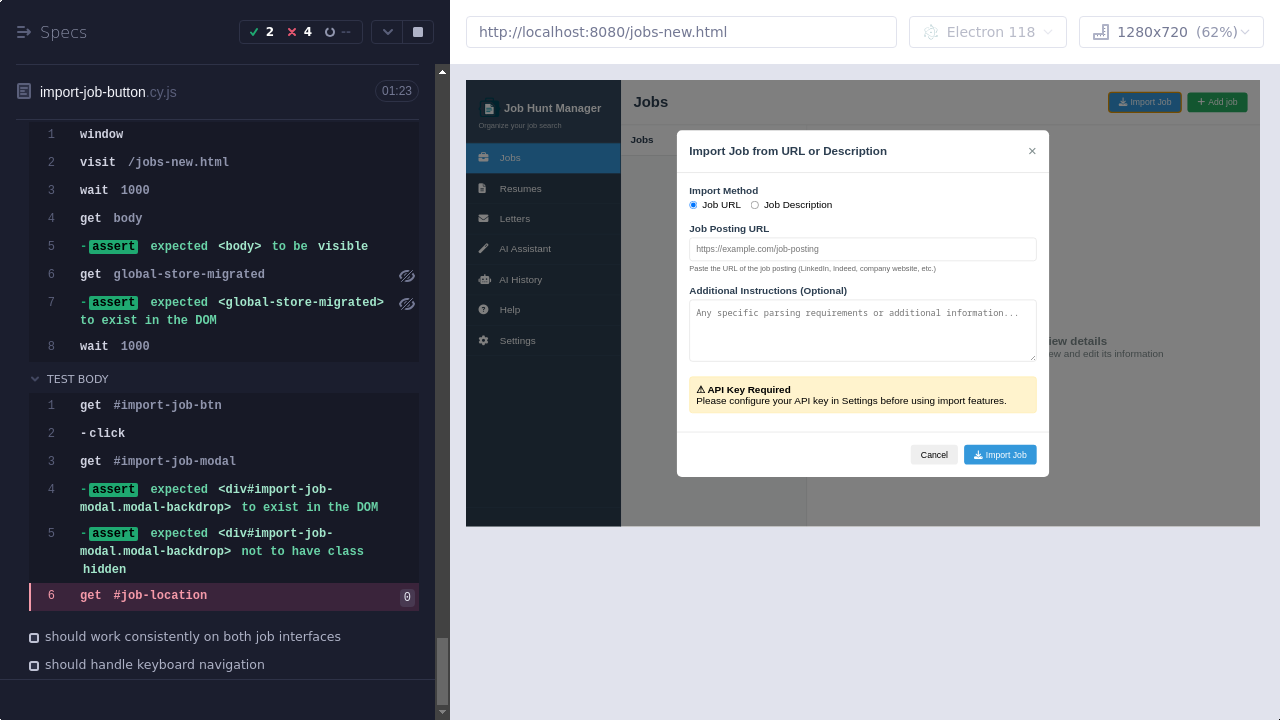 Specs
2
4
--
http://localhost:8080/jobs-new.html
Electron 118
1280x720 (62%)
import-job-button.cy.js
01:23
1 window
2 visit /jobs-new.html
3 wait 1000
4 get body
5 -assert expected <body> to be visible
6 get global-store-migrated
7 -assert expected <global-store-migrated>
to exist in the DOM
8 wait 1000
TEST BODY
1 get #import-job-btn
2 -click
3 get #import-job-modal
4 -assert expected <div#import-job-
modal.modal-backdrop> to exist in the DOM
5 -assert expected <div#import-job-
modal.modal-backdrop> not to have class
hidden
6 get #job-location 0
should work consistently on both job interfaces
should handle keyboard navigation
Job Hunt Manager
Organize your job search
Jobs
Resumes
Letters
AI Assistant
AI History
Help
Settings
Jobs
Import Job
+ Add job
Jobs
iew details
ew and edit its information
Import Job from URL or Description
×
Import Method
Job URL Job Description
Job Posting URL
https://example.com/job-posting
Paste the URL of the job posting (LinkedIn, Indeed, company website, etc.)
Additional Instructions (Optional)
Any specific parsing requirements or additional information...
⚠ API Key Required
Please configure your API key in Settings before using import features.
Cancel
Import Job